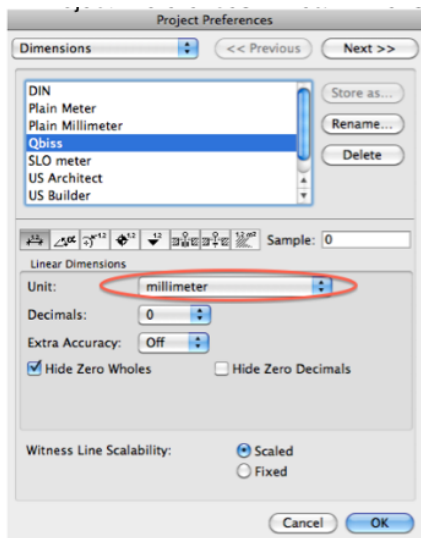 Project Preferences
Dimensions << Previous Next >>
DIN
Plain Meter
Plain Millimeter
Qbiss
SLO meter
US Architect
US Builder
Store as...
Rename...
Delete
Sample: 0
Linear Dimensions
Unit: millimeter
Decimals: 0
Extra Accuracy: Off
Hide Zero Wholes Hide Zero Decimals
Witness Line Scalability: Scaled
Fixed
Cancel OK